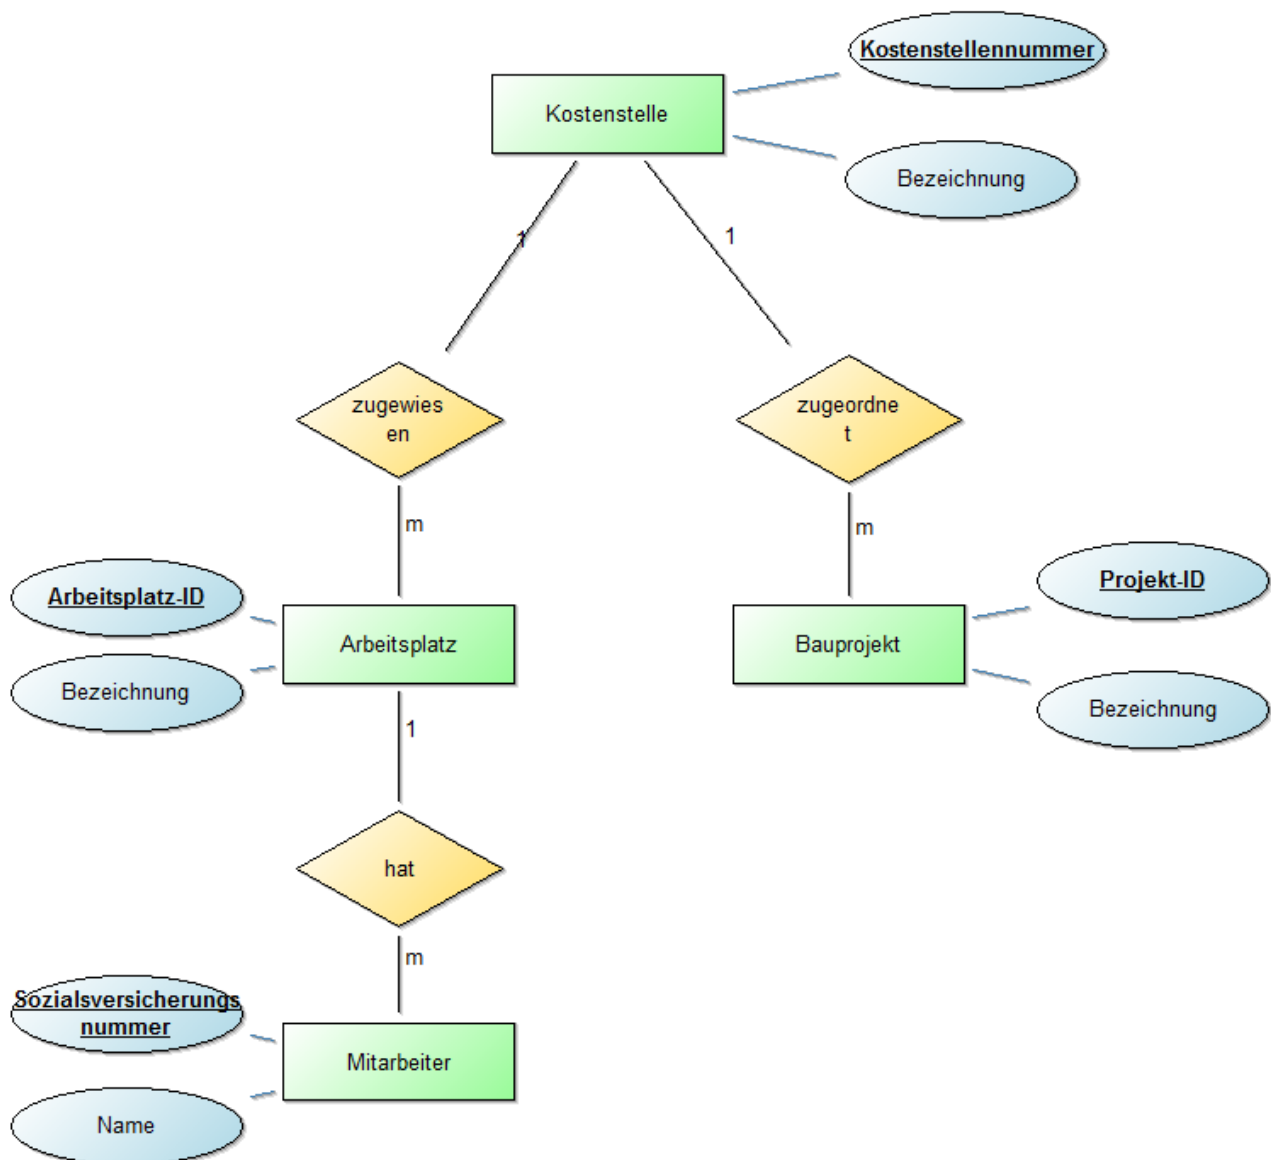 Kostenstellennummer
Kostenstelle
Bezeichnung
1
1
zugewies
en
zugeordne
t
m
m
Arbeitsplatz-ID
Projekt-ID
Arbeitsplatz
Bauprojekt
Bezeichnung
Bezeichnung
1
hat
m
Sozialsversicherungs
nummer
Mitarbeiter
Name